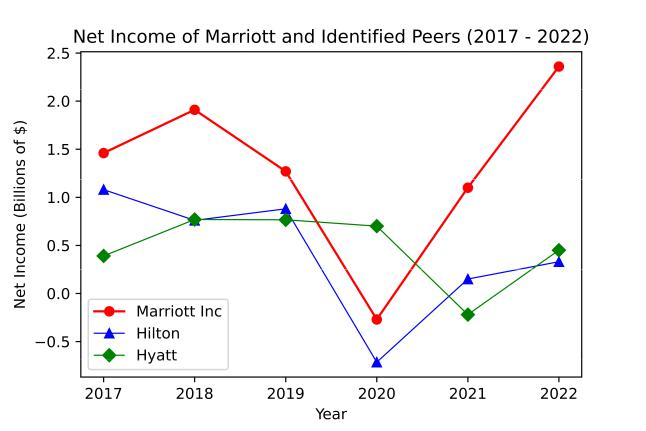 Net Income of Marriott and Identified Peers (2017 - 2022)
Net Income (Billions of $)
2.5
2.0
1.5
1.0
0.5
0.0
−0.5
Marriott Inc
Hilton
Hyatt
2017 2018 2019 2020 2021 2022
Year